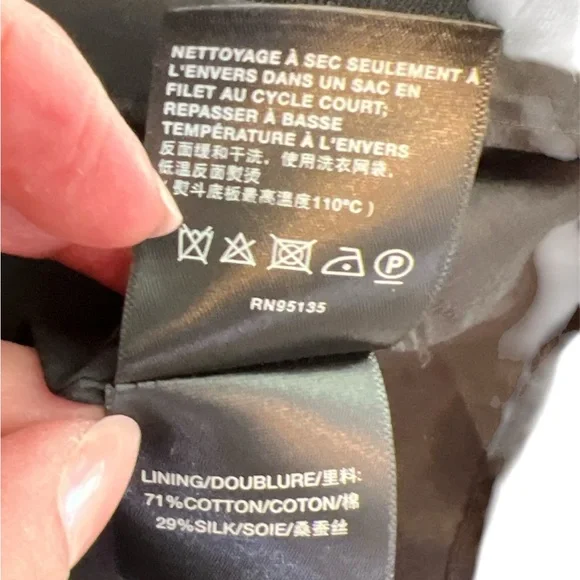 NETTOYAGE À SEC SEULEMENT À
L'ENVERS DANS UN SAC EN
FILET AU CYCLE COURT;
REPASSER À BASSE
TEMPÉRATURE À L'ENVERS
反面缓和干洗，使用洗衣网袋，
低温反面熨烫
（熨斗底板最高温度110°C）
P
RN95135
LINING/DOUBLURE/里料:
71%COTTON/COTON/棉
29%SILK/SOIE/桑蚕丝